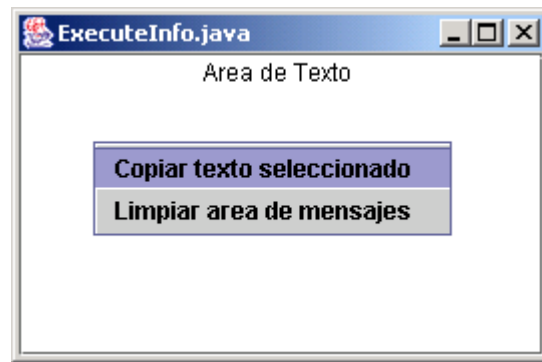 ExecuteInfo.java
Area de Texto
Copiar texto seleccionado
Limpiar area de mensajes